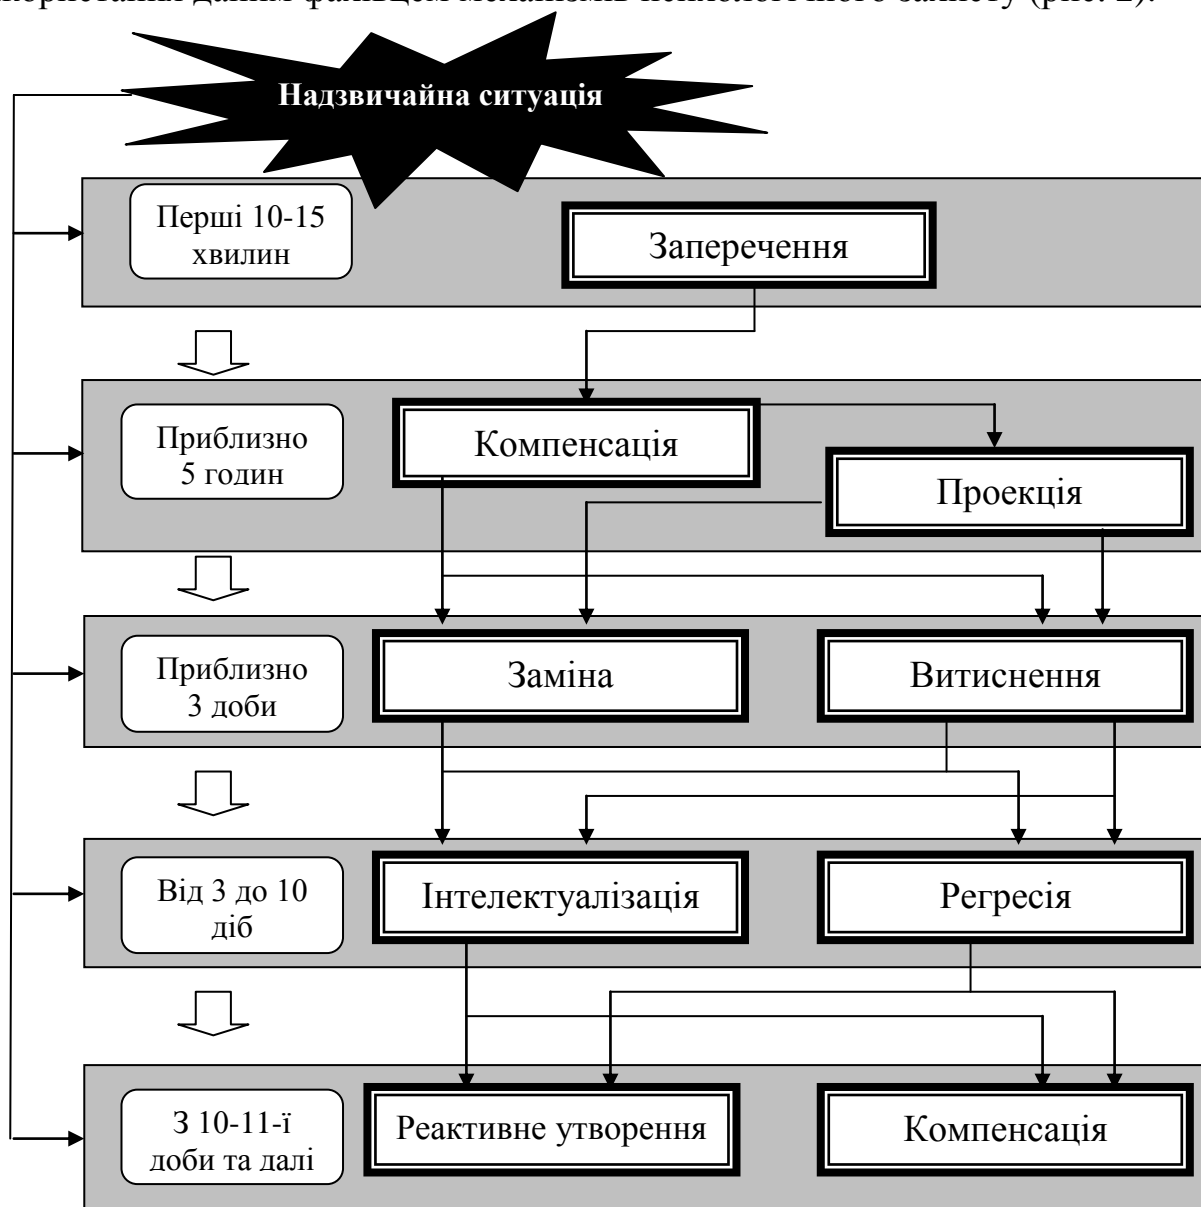 даним фахівцем механізмів психологічного захисту (рис. 2).
Надзвичайна ситуація
Перші 10-15
хвилин
Заперечення
Приблизно
5 годин
Компенсація
Проекція
Приблизно
3 доби
Заміна
Витиснення
Від 3 до 10
діб
Інтелектуалізація
Регресія
З 10-11-ї
доби та далі
Реактивне утворення
Компенсація